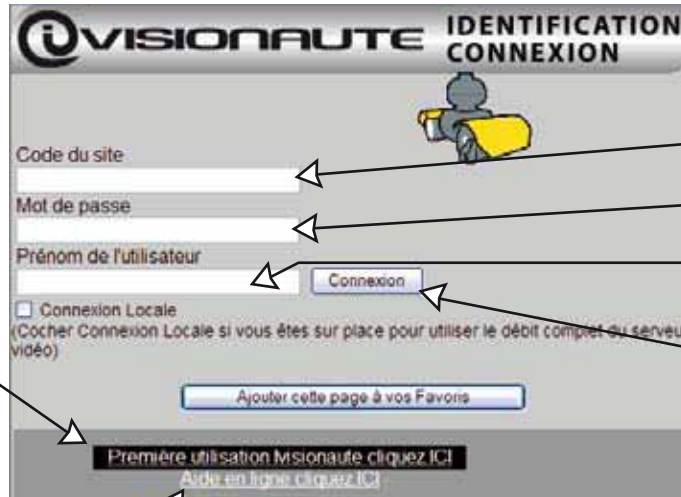 iVISIONAUTE IDENTIFICATION
CONNEXION
Code du site
Mot de passe
Prénom de l'utilisateur
Connexion
Connexion Locale
(Cocher Connexion Locale si vous êtes sur place pour utiliser le débit complet du serveu
vidéo)
Ajouter cette page à vos Favoris
Première utilisation Ivisionaute cliquez ICI
Aide en ligne cliquez ICI